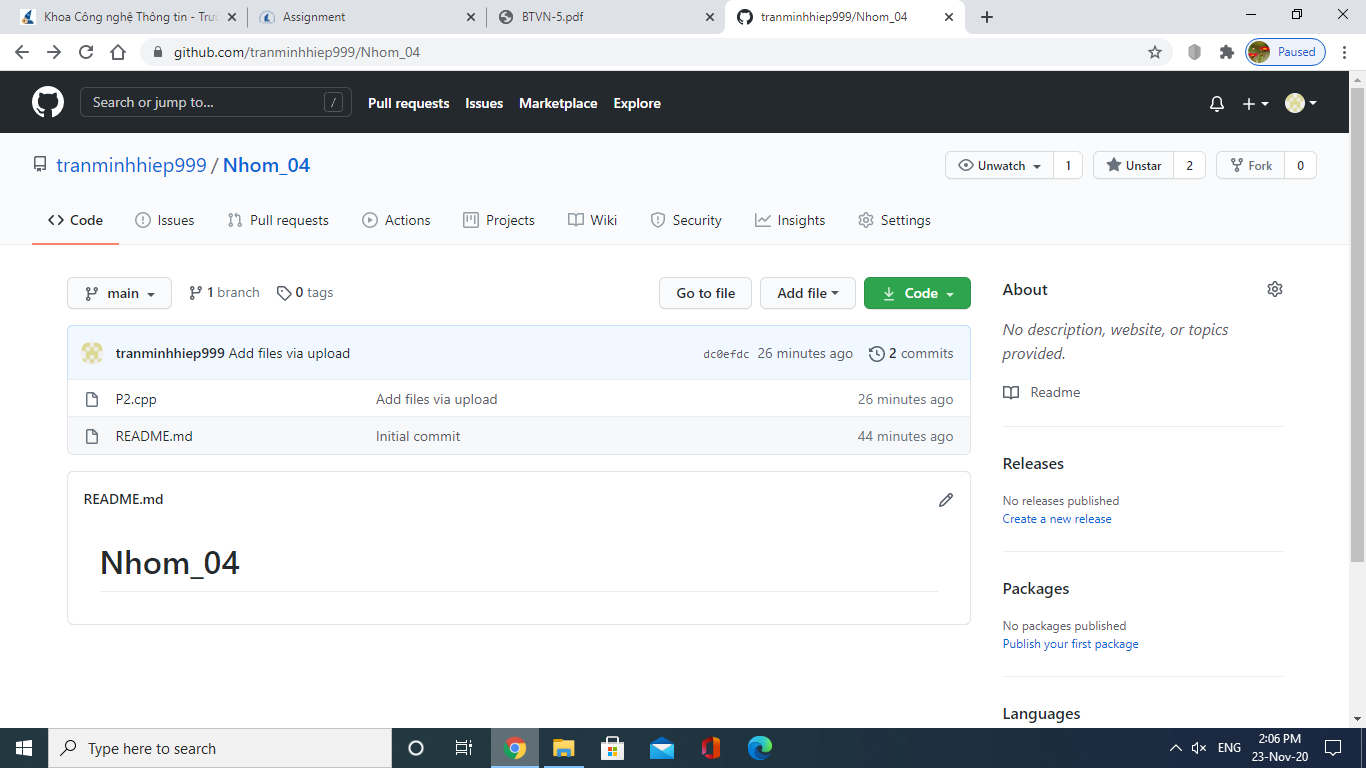 Khoa Công nghệ Thông tin - Trư
Assignment
BTVN-5.pdf
tranminhhiep999/Nhom_04
github.com/tranminhhiep999/Nhom_04
Paused
Search or jump to...
/
Pull requests
Issues
Marketplace
Explore
tranminhhiep999 / Nhom_04
Unwatch
1
Unstar
2
Fork
0
Code
Issues
Pull requests
Actions
Projects
Wiki
Security
Insights
Settings
main
1 branch
0 tags
Go to file
Add file
Code
tranminhhiep999 Add files via upload
dc0efdc 26 minutes ago
2 commits
P2.cpp
Add files via upload
26 minutes ago
README.md
Initial commit
44 minutes ago
README.md
Nhom_04
About
No description, website, or topics
provided.
Readme
Releases
No releases published
Create a new release
Packages
No packages published
Publish your first package
Languages
Type here to search
ENG
2:06 PM
23-Nov-20